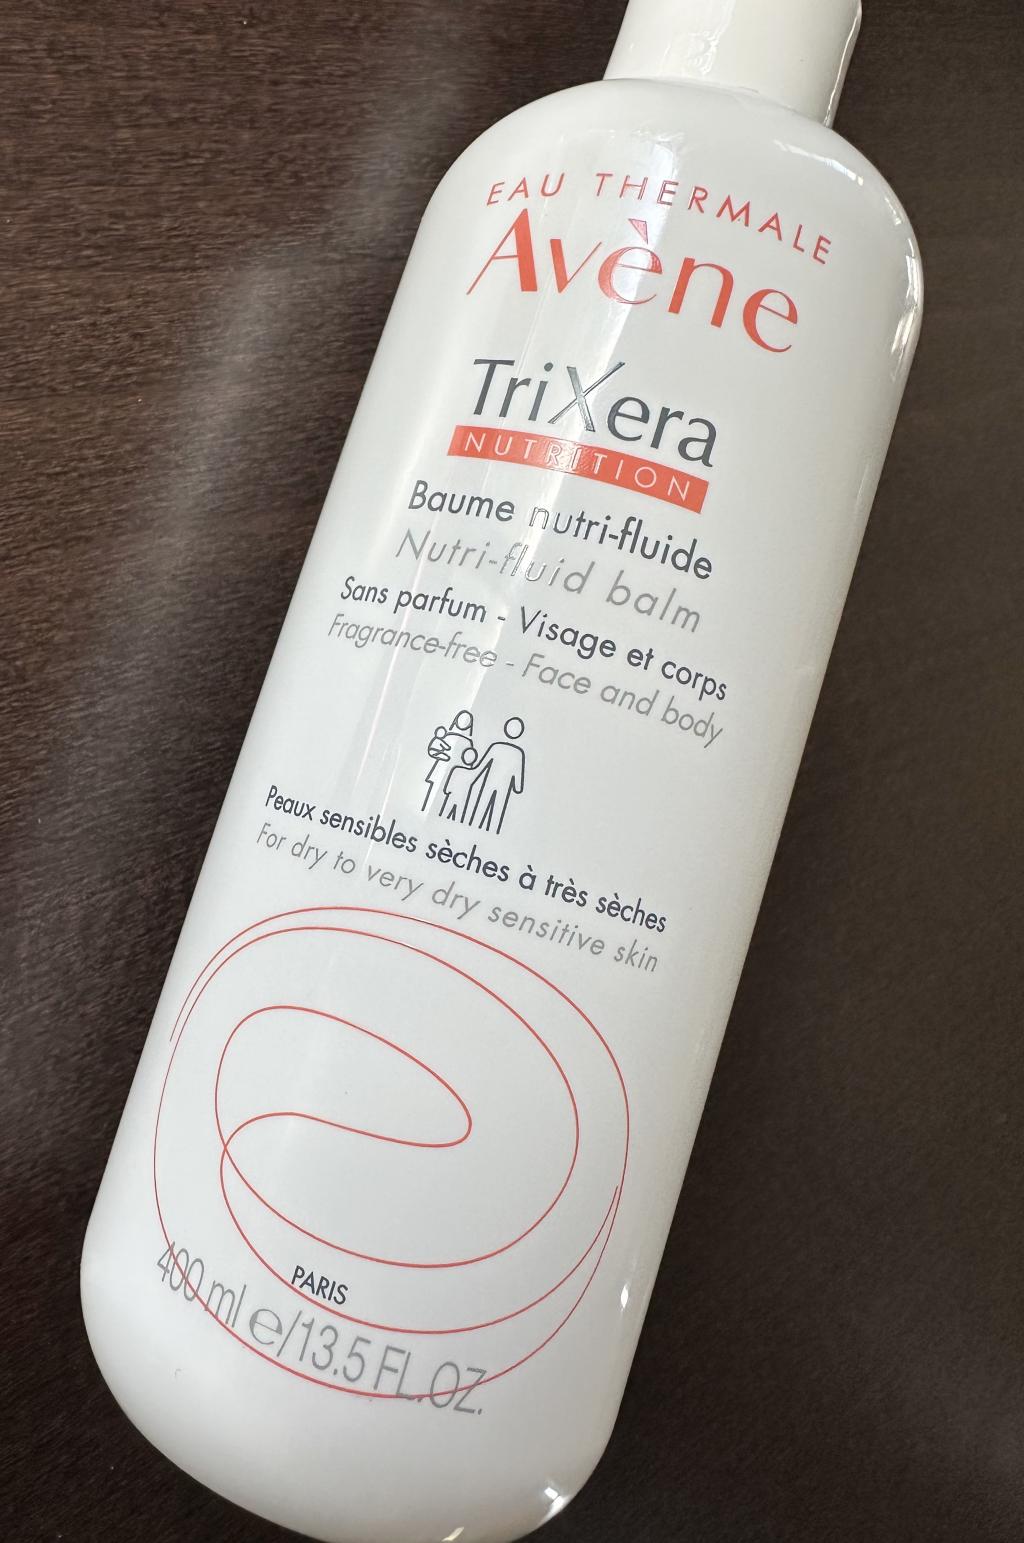 EAU THERMALE
Avène
TriXera
NUTRITION
Baume nutri-fluide
Nutri-fluid balm
Sans parfum - Visage et corps
Fragrance-free - Face and body
Peaux sensibles sèches à très sèches
For dry to very dry sensitive skin
PARIS
400 ml e/13.5 FL.OZ.